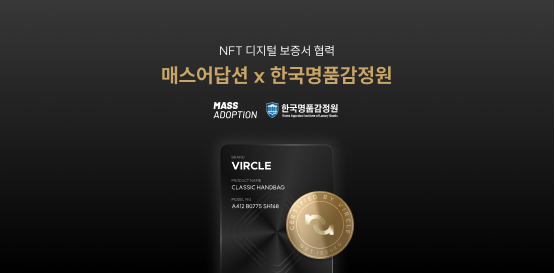 NFT 디지털 보증서 협력
매스어답션 x 한국명품감정원
MASS
ADOPTION
한국명품감정원
Korea Appraisal Institute of Luxury Goods
BRAND
VIRCLE
PRODUCT NAME
CLASSIC HANDBAG
MODEL NO.
A412 B0775 SH168
CERTIFIED BY VIRCLE